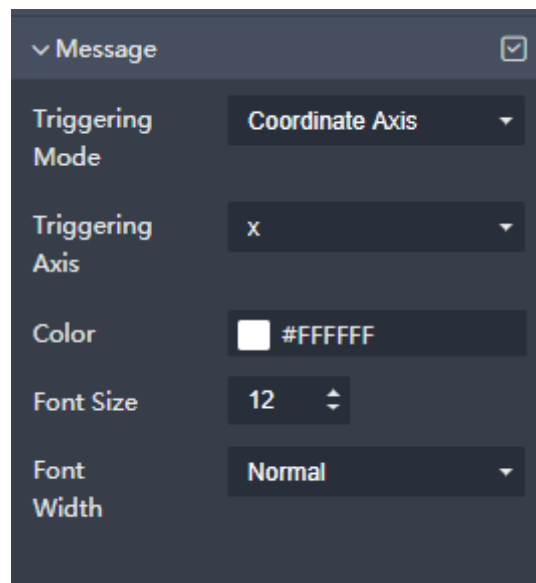 Message
Triggering Mode
Coordinate Axis
Triggering Axis
x
Color
#FFFFFF
Font Size
12
Font Width
Normal